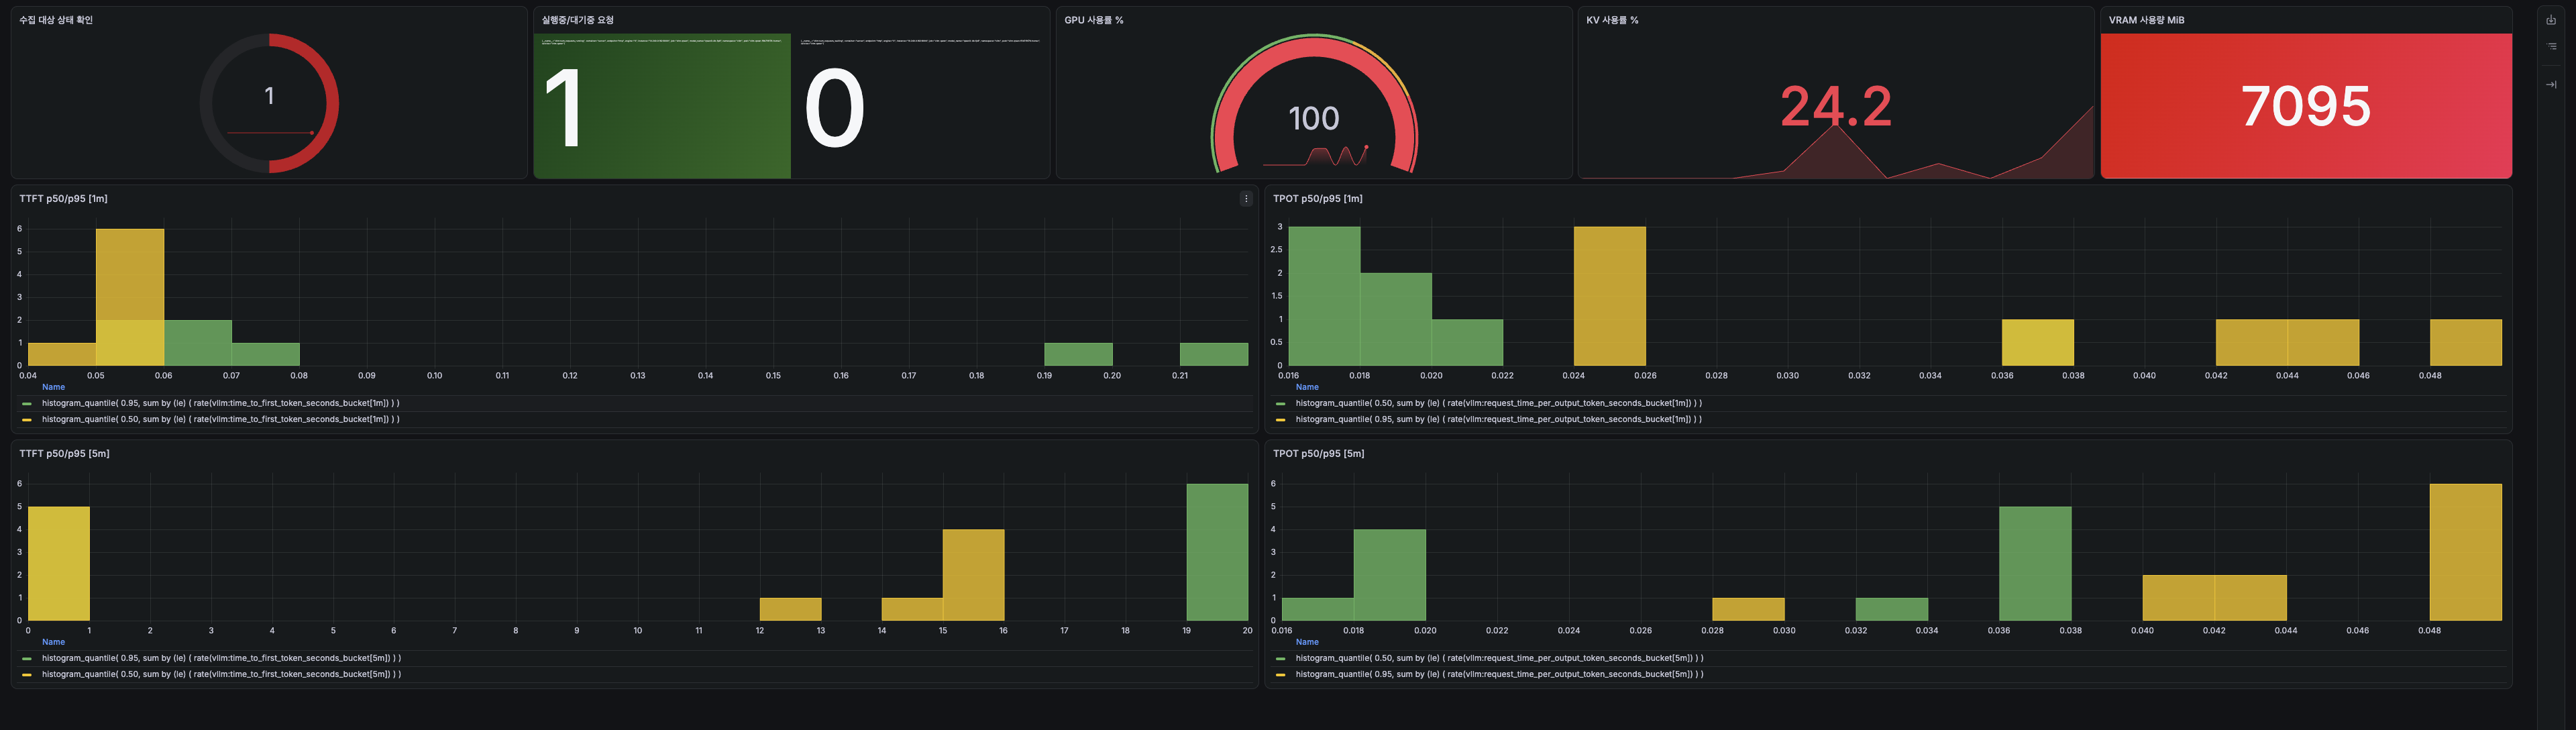 수집 대상 상태 확인
1
실행중/대기중 요청
1
0
GPU 사용률 %
100
KV 사용률 %
24.2
VRAM 사용량 MiB
7095
TTFT p50/p95 [1m]
6
5
4
3
2
1
0
0.04 0.05 0.06 0.07 0.08 0.09 0.10 0.11 0.12 0.13 0.14 0.15 0.16 0.17 0.18 0.19 0.20 0.21
Name
histogram_quantile( 0.95, sum by (le) ( rate(vllm:time_to_first_token_seconds_bucket[1m]) ) )
histogram_quantile( 0.50, sum by (le) ( rate(vllm:time_to_first_token_seconds_bucket[1m]) ) )
TPOT p50/p95 [1m]
3
2.5
2
1.5
1
0.5
0
0.016 0.018 0.020 0.022 0.024 0.026 0.028 0.030 0.032 0.034 0.036 0.038 0.040 0.042 0.044 0.046 0.048
Name
histogram_quantile( 0.50, sum by (le) ( rate(vllm:request_time_per_output_token_seconds_bucket[1m]) ) )
histogram_quantile( 0.95, sum by (le) ( rate(vllm:request_time_per_output_token_seconds_bucket[1m]) ) )
TTFT p50/p95 [5m]
6
5
4
3
2
1
0
0 1 2 3 4 5 6 7 8 9 10 11 12 13 14 15 16 17 18 19 20
Name
histogram_quantile( 0.95, sum by (le) ( rate(vllm:time_to_first_token_seconds_bucket[5m]) ) )
histogram_quantile( 0.50, sum by (le) ( rate(vllm:time_to_first_token_seconds_bucket[5m]) ) )
TPOT p50/p95 [5m]
6
5
4
3
2
1
0
0.016 0.018 0.020 0.022 0.024 0.026 0.028 0.030 0.032 0.034 0.036 0.038 0.040 0.042 0.044 0.046 0.048
Name
histogram_quantile( 0.50, sum by (le) ( rate(vllm:request_time_per_output_token_seconds_bucket[5m]) ) )
histogram_quantile( 0.95, sum by (le) ( rate(vllm:request_time_per_output_token_seconds_bucket[5m]) ) )